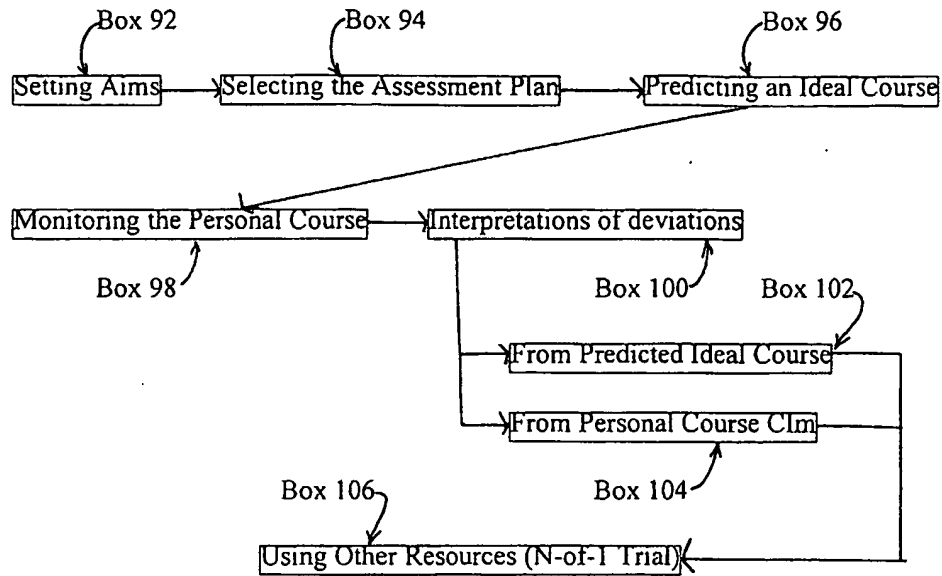 Box 92
Box 94
Box 96
Setting Aims
Selecting the Assessment Plan
Predicting an Ideal Course
Monitoring the Personal Course
Interpretations of deviations
Box 98
Box 100
Box 102
From Predicted Ideal Course
From Personal Course CIm
Box 106
Box 104
Using Other Resources (N-of-1 Trial)